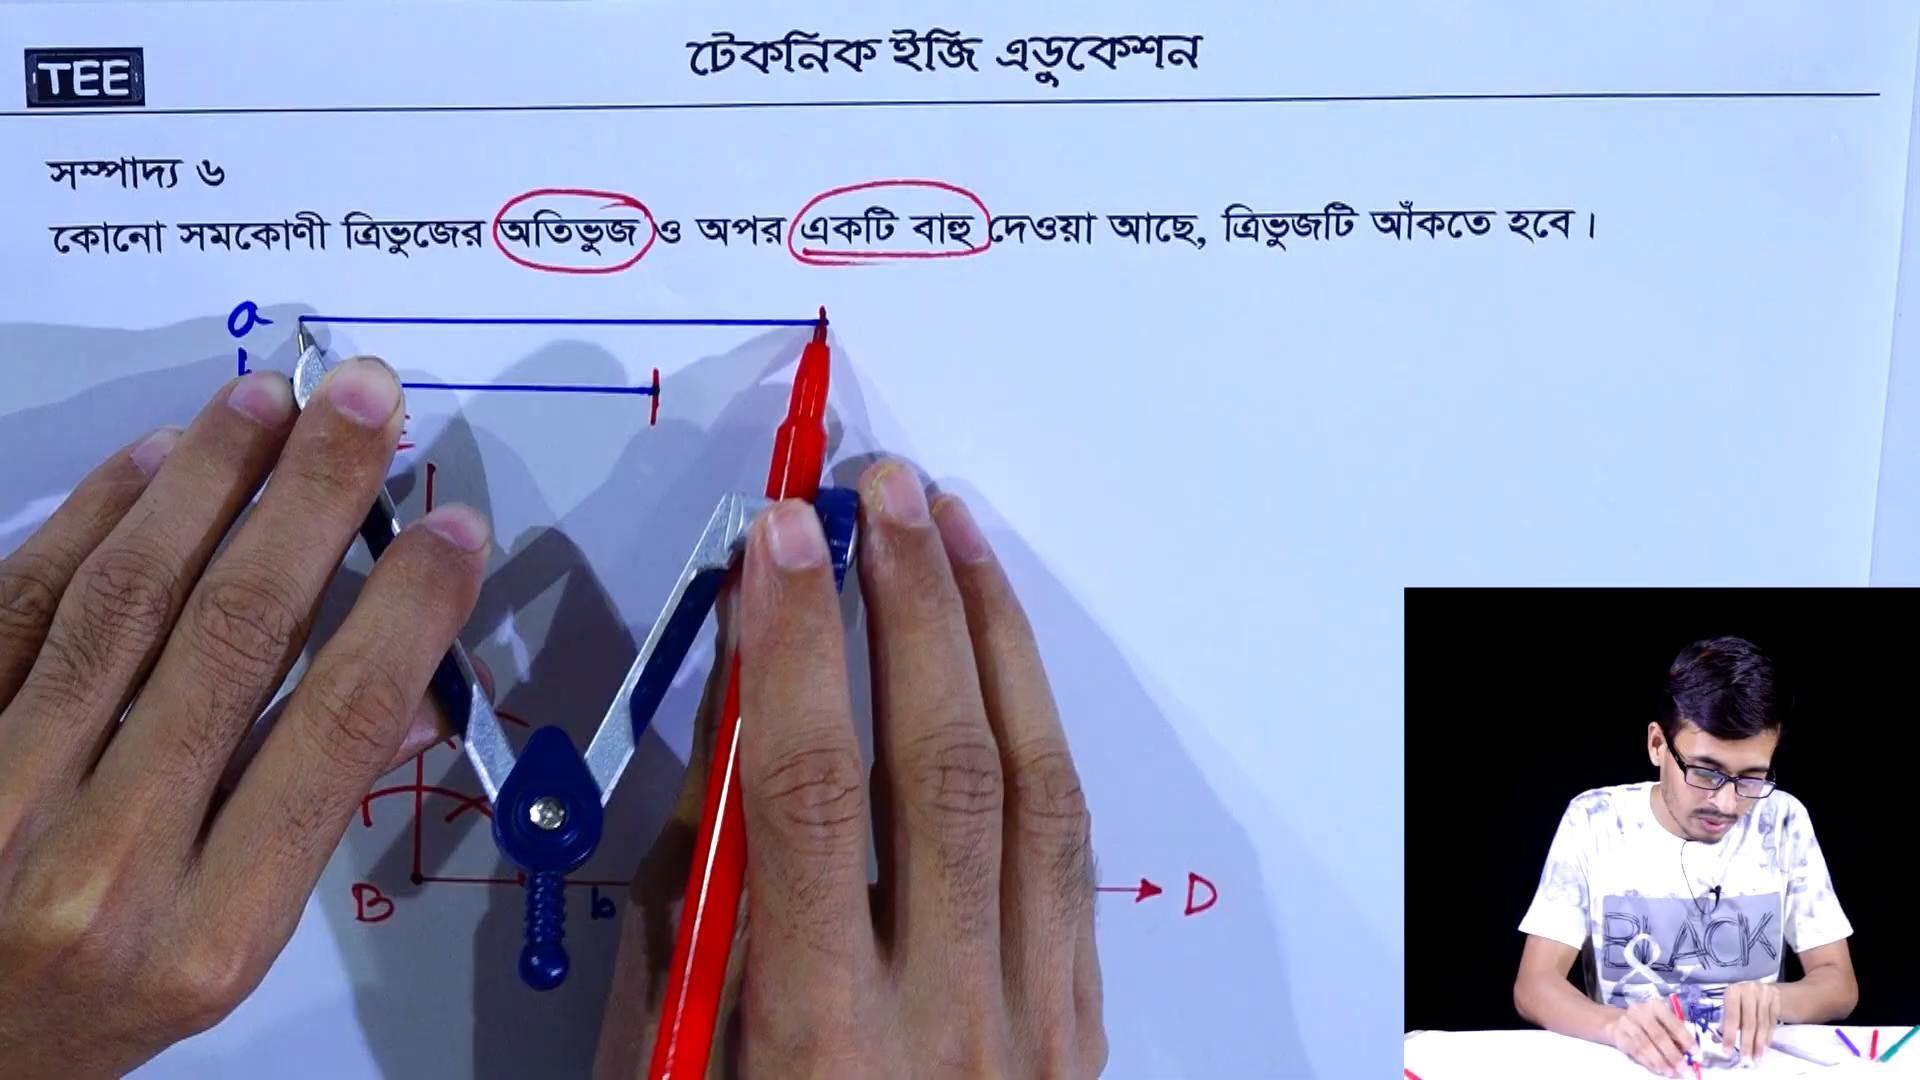 টেকনিক ইজি এডুকেশন
TEE
সম্পাদ্য ৬
কোনো সমকোণী ত্রিভুজের অতিভুজ ও অপর একটি বাহু দেওয়া আছে, ত্রিভুজটি আঁকতে হবে।
a
B b D
BLACK
&